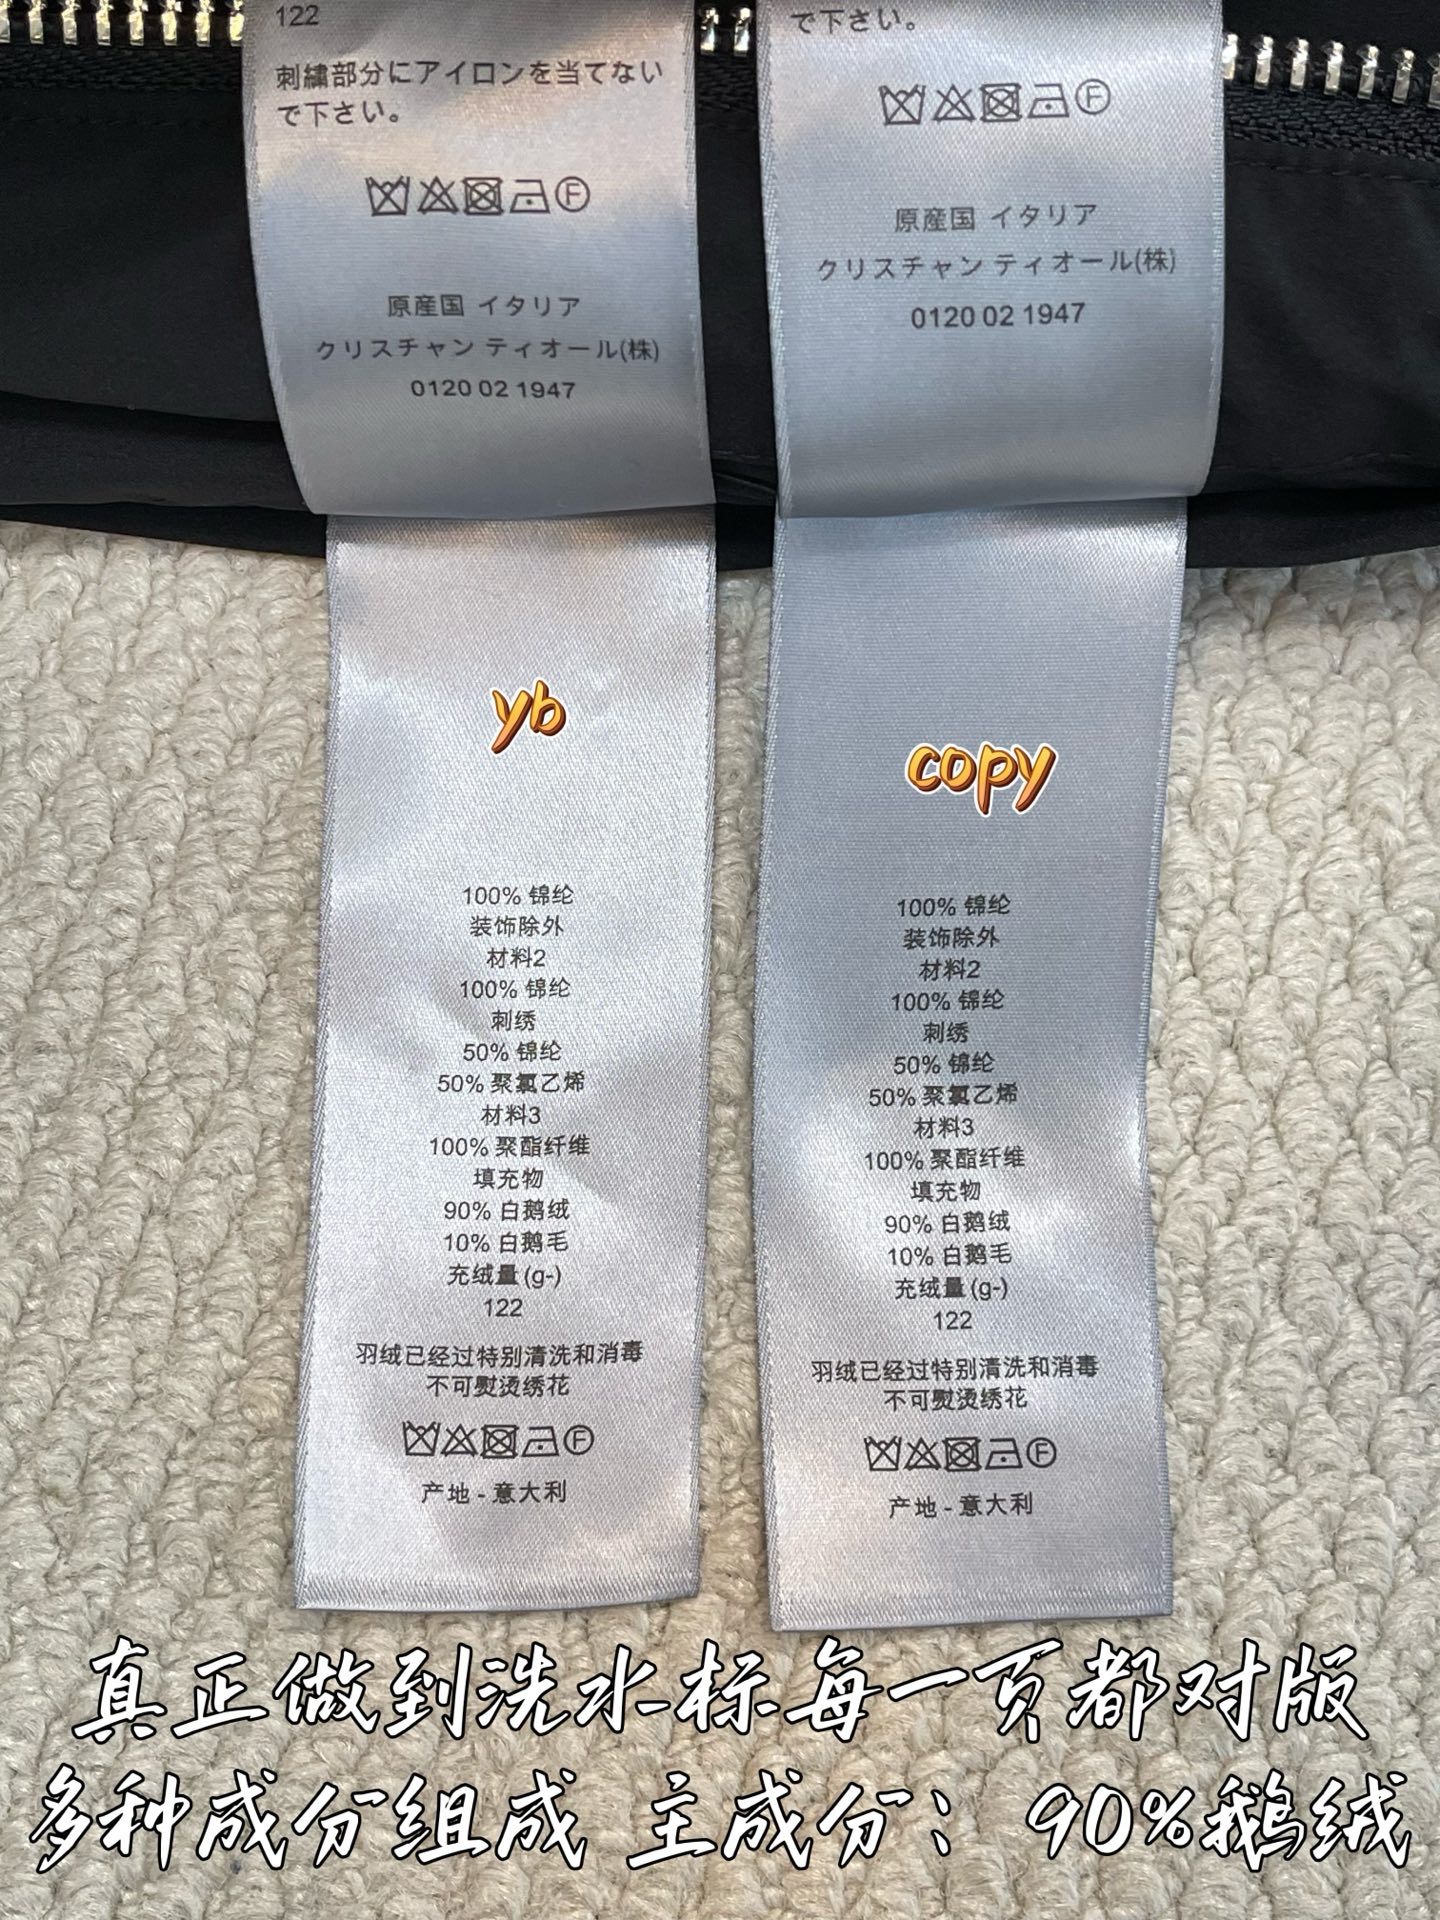 122
刺繍部分にアイロンを当てない
で下さい。
原産国 イタリア
クリスチャン ティオール(株)
0120 02 1947
で下さい。
原産国 イタリア
クリスチャン ティオール(株)
0120 02 1947
yb
100% 锦纶
装饰除外
材料2
100% 锦纶
刺绣
50% 锦纶
50% 聚氯乙烯
材料3
100% 聚酯纤维
填充物
90% 白鹅绒
10% 白鹅毛
充绒量 (g-)
122
羽绒已经过特别清洗和消毒
不可熨烫绣花
产地 - 意大利
copy
100% 锦纶
装饰除外
材料2
100% 锦纶
刺绣
50% 锦纶
50% 聚氯乙烯
材料3
100% 聚酯纤维
填充物
90% 白鹅绒
10% 白鹅毛
充绒量 (g-)
122
羽绒已经过特别清洗和消毒
不可熨烫绣花
产地 - 意大利
真正做到洗水标每一页都对版
多种成分组成 主成分：90%鹅绒